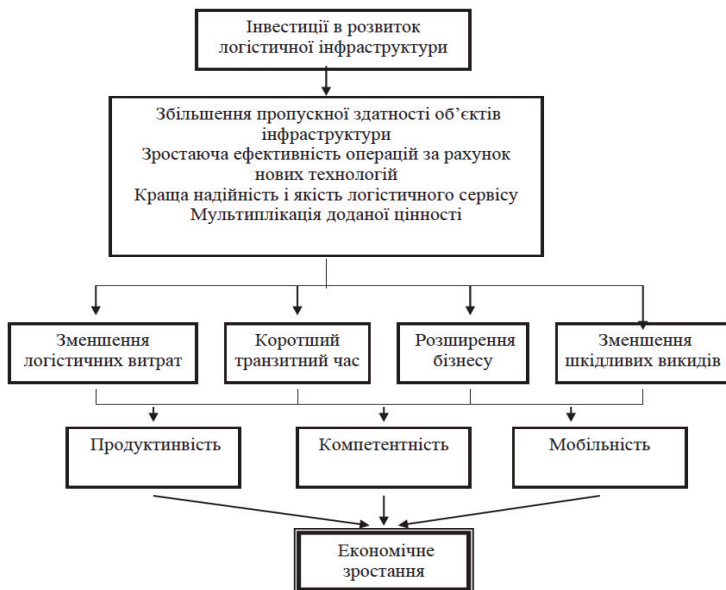 Інвестиції в розвиток
логістичної інфраструктури
Збільшення пропускної здатності об’єктів
інфраструктури
Зростаюча ефективність операцій за рахунок
нових технологій
Краща надійність і якість логістичного сервісу
Мультиплікація доданої цінності
Зменшення
логістичних витрат
Коротший
транзитний час
Розширення
бізнесу
Зменшення
шкідливих викидів
Продуктинвість
Компетентність
Мобільність
Економічне
зростання